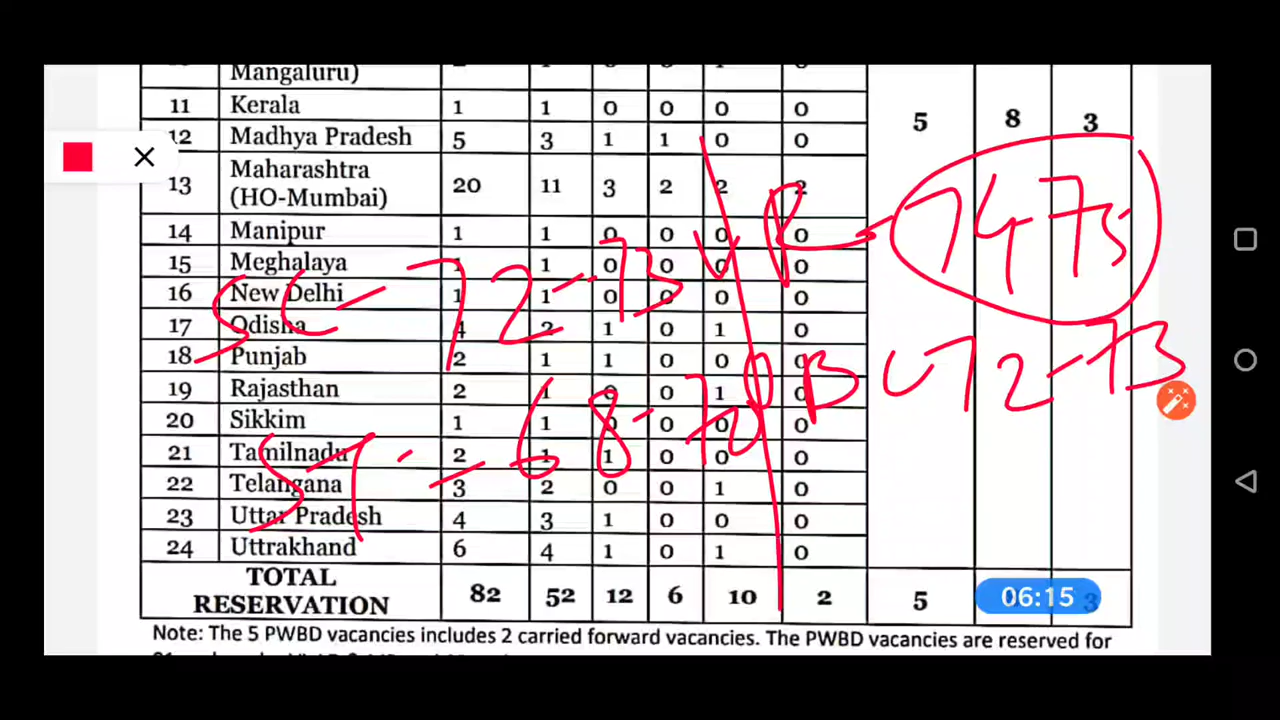 Mangaluru)
11 Kerala 1 1 0 0 0 0
5 8 3
12 Madhya Pradesh 5 3 1 1 0 0
13 Maharashtra (HO-Mumbai) 20 11 3 2 2 2
14 Manipur 1 1 0 0 0 0
15 Meghalaya 1 1 0 0 0 0
16 New Delhi 1 1 0 0 0 0
17 Odisha 4 2 1 0 1 0
18 Punjab 2 1 1 0 0 0
19 Rajasthan 2 1 0 0 1 0
20 Sikkim 1 1 0 0 0 0
21 Tamilnadu 2 1 1 0 0 0
22 Telangana 3 2 0 0 1 0
23 Uttar Pradesh 4 3 1 0 0 0
24 Uttrakhand 6 4 1 0 1 0
TOTAL RESERVATION 82 52 12 6 10 2 5 3
Note: The 5 PWBD vacancies includes 2 carried forward vacancies. The PWBD vacancies are reserved for
UR - 74-75
SC - 72-73
OBC 72-73
ST - 68-70
06:15